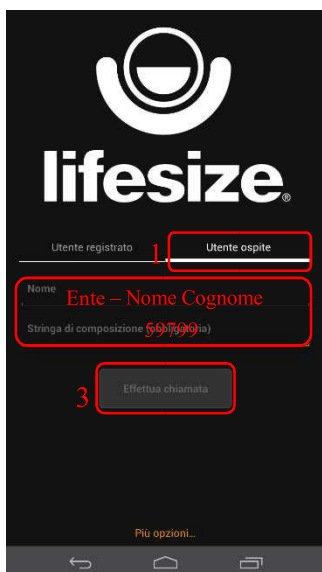 lifesize®
Utente registrato 1 Utente ospite
Nome
Ente – Nome Cognome
Stringa di composizione (obbligatoria)
59799
3 Effettua chiamata
Più opzioni...